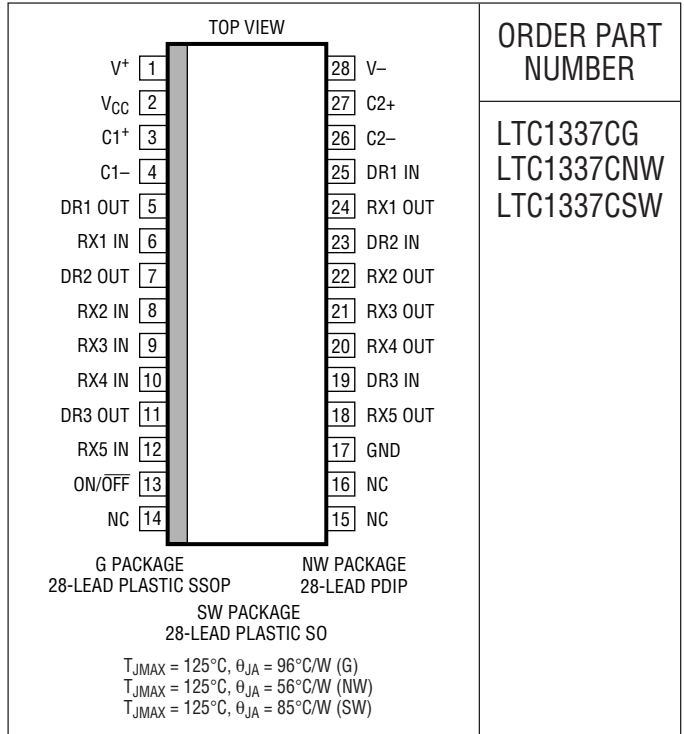 TOP VIEW
V+ 1
VCC 2
C1+ 3
C1– 4
DR1 OUT 5
RX1 IN 6
DR2 OUT 7
RX2 IN 8
RX3 IN 9
RX4 IN 10
DR3 OUT 11
RX5 IN 12
ON/OFF 13
NC 14
28 V–
27 C2+
26 C2–
25 DR1 IN
24 RX1 OUT
23 DR2 IN
22 RX2 OUT
21 RX3 OUT
20 RX4 OUT
19 DR3 IN
18 RX5 OUT
17 GND
16 NC
15 NC
G PACKAGE
28-LEAD PLASTIC SSOP
NW PACKAGE
28-LEAD PDIP
SW PACKAGE
28-LEAD PLASTIC SO
TJMAX = 125°C, θJA = 96°C/W (G)
TJMAX = 125°C, θJA = 56°C/W (NW)
TJMAX = 125°C, θJA = 85°C/W (SW)
ORDER PART
NUMBER
LTC1337CG
LTC1337CNW
LTC1337CSW